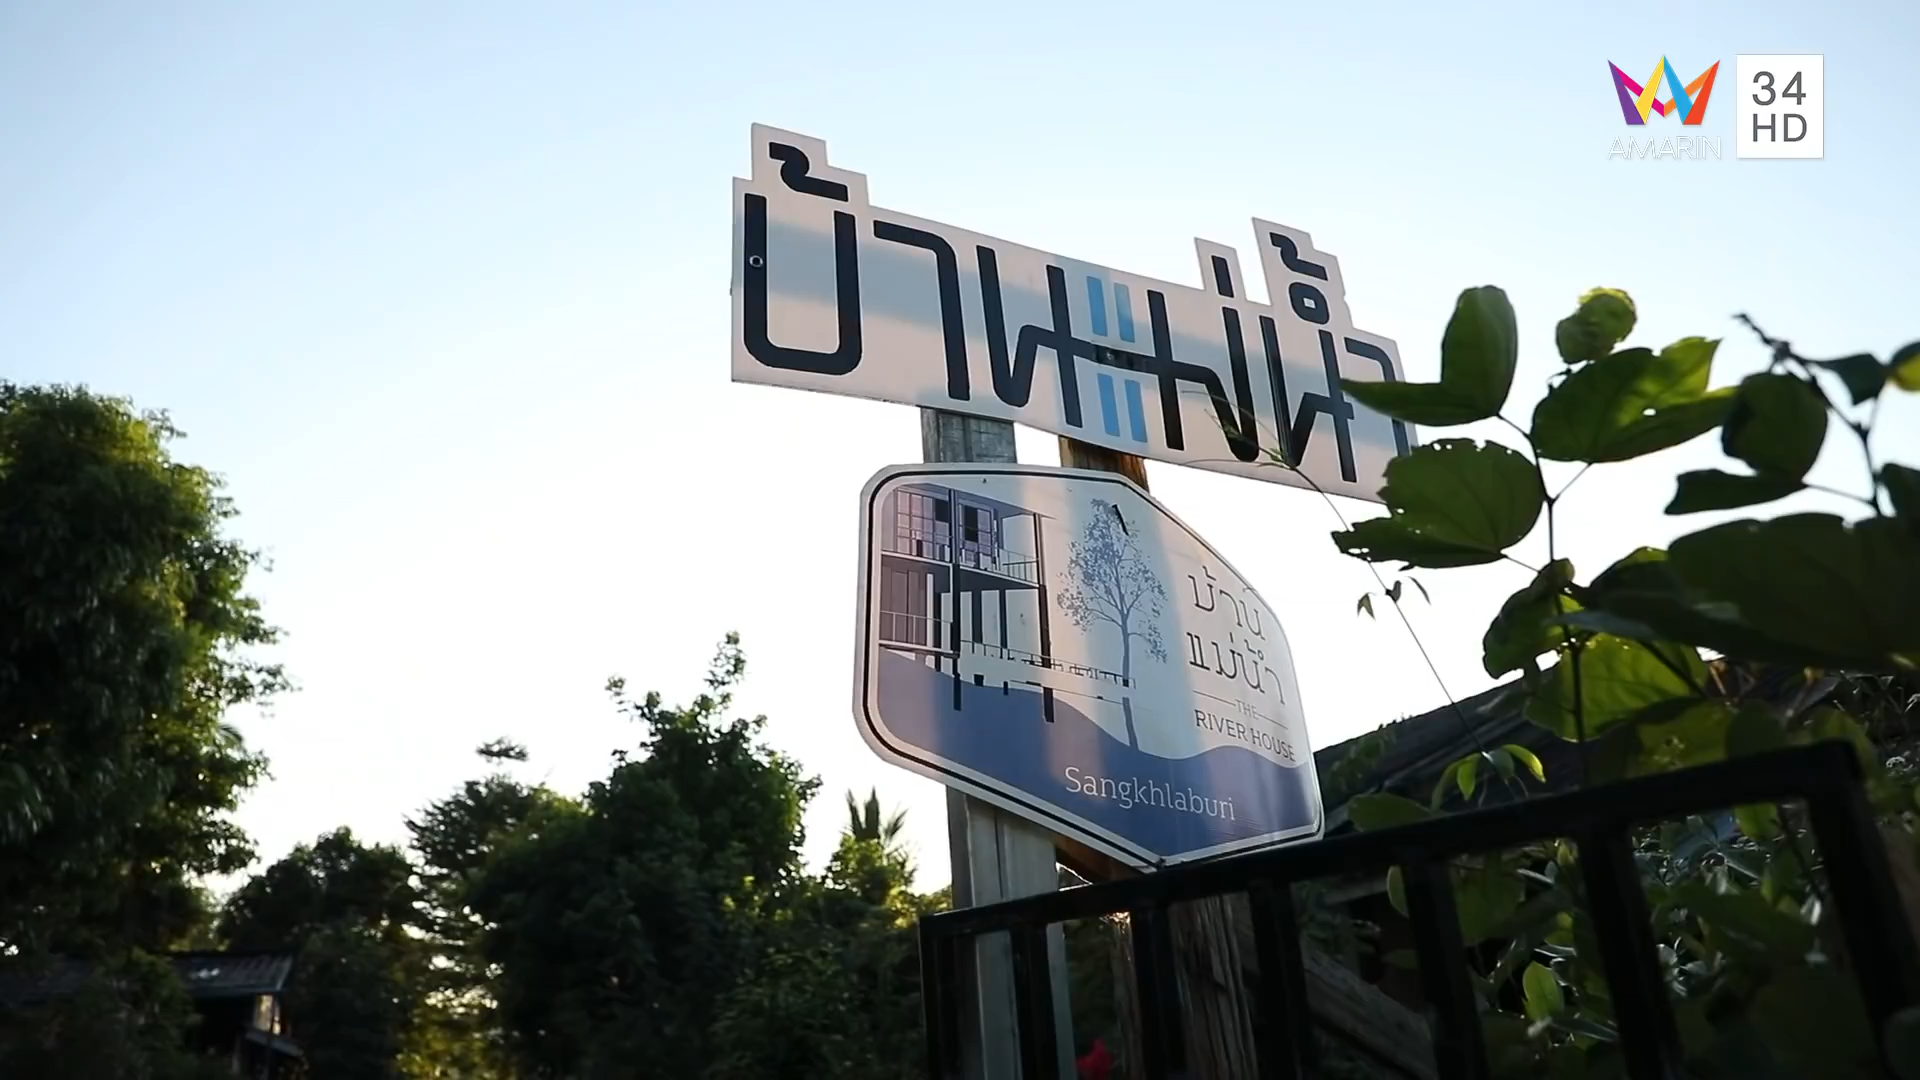 AMARIN
34
HD
บ้านแม่น้ำ
บ้าน
แม่น้ำ
THE
RIVER HOUSE
Sangkhlaburi